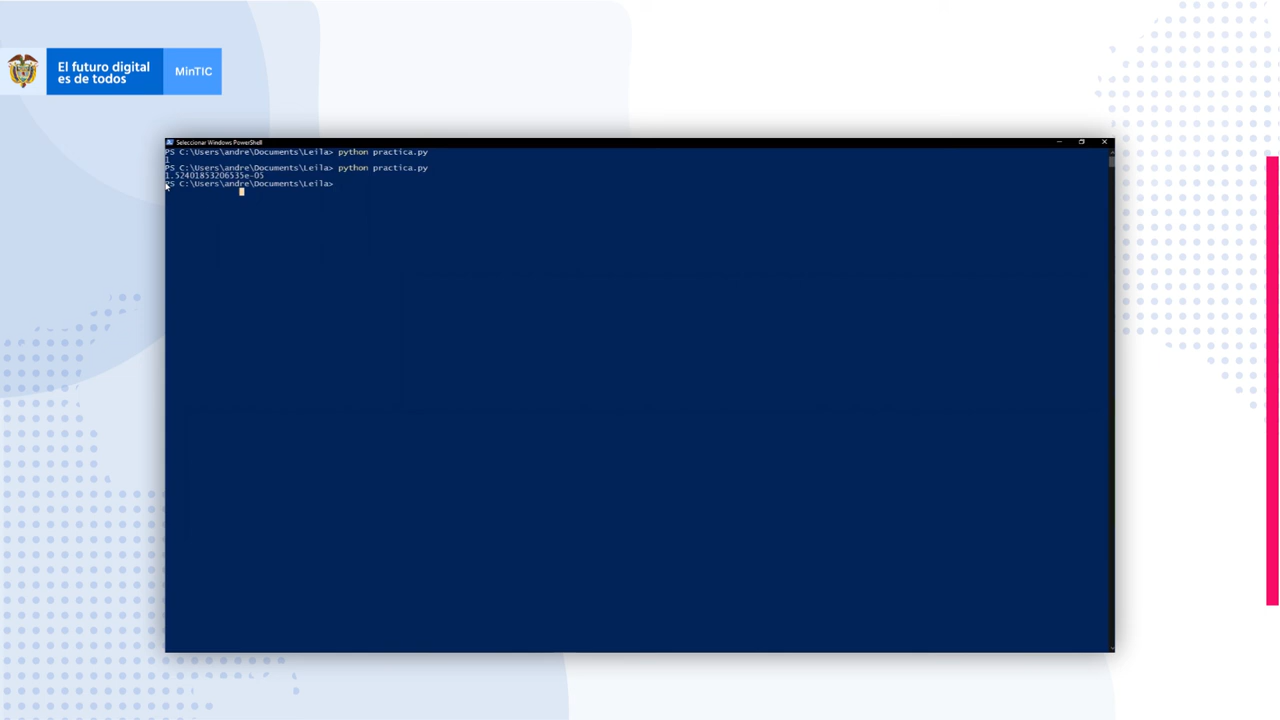 El futuro digital
es de todos
MinTIC
Seleccionar Windows PowerShell
PS C:\Users\andre\Documents\Leila> python practica.py
1
PS C:\Users\andre\Documents\Leila> python practica.py
1.52401853206535e-05
PS C:\Users\andre\Documents\Leila>